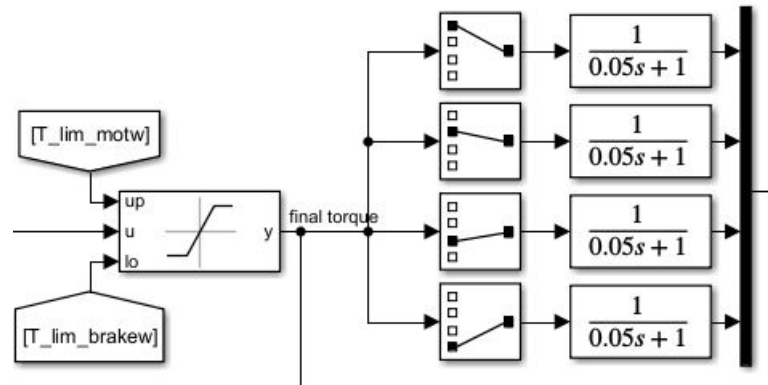 1
0.05s + 1
[T_lim_motw]
1
0.05s + 1
up
final torque
u
y
lo
1
0.05s + 1
[T_lim_brakew]
1
0.05s + 1